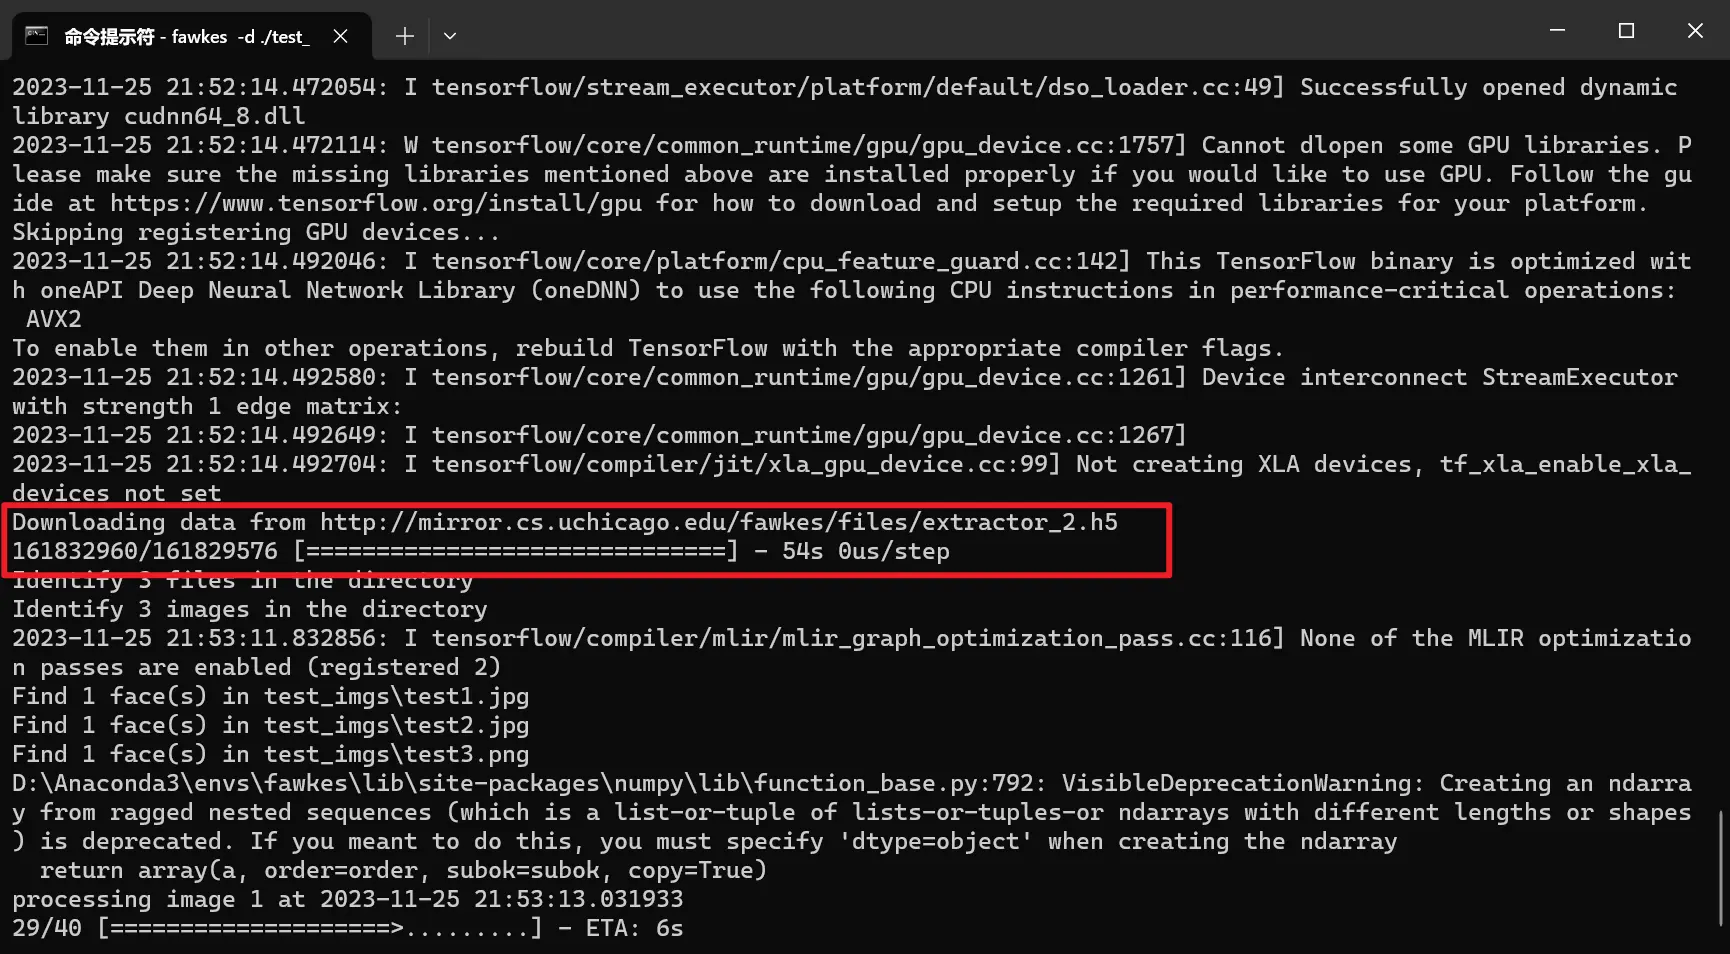 命令提示符 - fawkes  -d ./test_
2023-11-25 21:52:14.472054: I tensorflow/stream_executor/platform/default/dso_loader.cc:49] Successfully opened dynamic
library cudnn64_8.dll
2023-11-25 21:52:14.472114: W tensorflow/core/common_runtime/gpu/gpu_device.cc:1757] Cannot dlopen some GPU libraries. P
lease make sure the missing libraries mentioned above are installed properly if you would like to use GPU. Follow the gu
ide at https://www.tensorflow.org/install/gpu for how to download and setup the required libraries for your platform.
Skipping registering GPU devices...
2023-11-25 21:52:14.492046: I tensorflow/core/platform/cpu_feature_guard.cc:142] This TensorFlow binary is optimized wit
h oneAPI Deep Neural Network Library (oneDNN) to use the following CPU instructions in performance-critical operations:
 AVX2
To enable them in other operations, rebuild TensorFlow with the appropriate compiler flags.
2023-11-25 21:52:14.492580: I tensorflow/core/common_runtime/gpu/gpu_device.cc:1261] Device interconnect StreamExecutor
with strength 1 edge matrix:
2023-11-25 21:52:14.492649: I tensorflow/core/common_runtime/gpu/gpu_device.cc:1267]
2023-11-25 21:52:14.492704: I tensorflow/compiler/jit/xla_gpu_device.cc:99] Not creating XLA devices, tf_xla_enable_xla_
devices not set
Downloading data from http://mirror.cs.uchicago.edu/fawkes/files/extractor_2.h5
161832960/161829576 [==============================] - 54s 0us/step
Identify 3 files in the directory
Identify 3 images in the directory
2023-11-25 21:53:11.832856: I tensorflow/compiler/mlir/mlir_graph_optimization_pass.cc:116] None of the MLIR optimizatio
n passes are enabled (registered 2)
Find 1 face(s) in test_imgs\test1.jpg
Find 1 face(s) in test_imgs\test2.jpg
Find 1 face(s) in test_imgs\test3.png
D:\Anaconda3\envs\fawkes\lib\site-packages\numpy\lib\function_base.py:792: VisibleDeprecationWarning: Creating an ndarra
y from ragged nested sequences (which is a list-or-tuple of lists-or-tuples-or ndarrays with different lengths or shapes
) is deprecated. If you meant to do this, you must specify 'dtype=object' when creating the ndarray
  return array(a, order=order, subok=subok, copy=True)
processing image 1 at 2023-11-25 21:53:13.031933
29/40 [====================>.........] - ETA: 6s